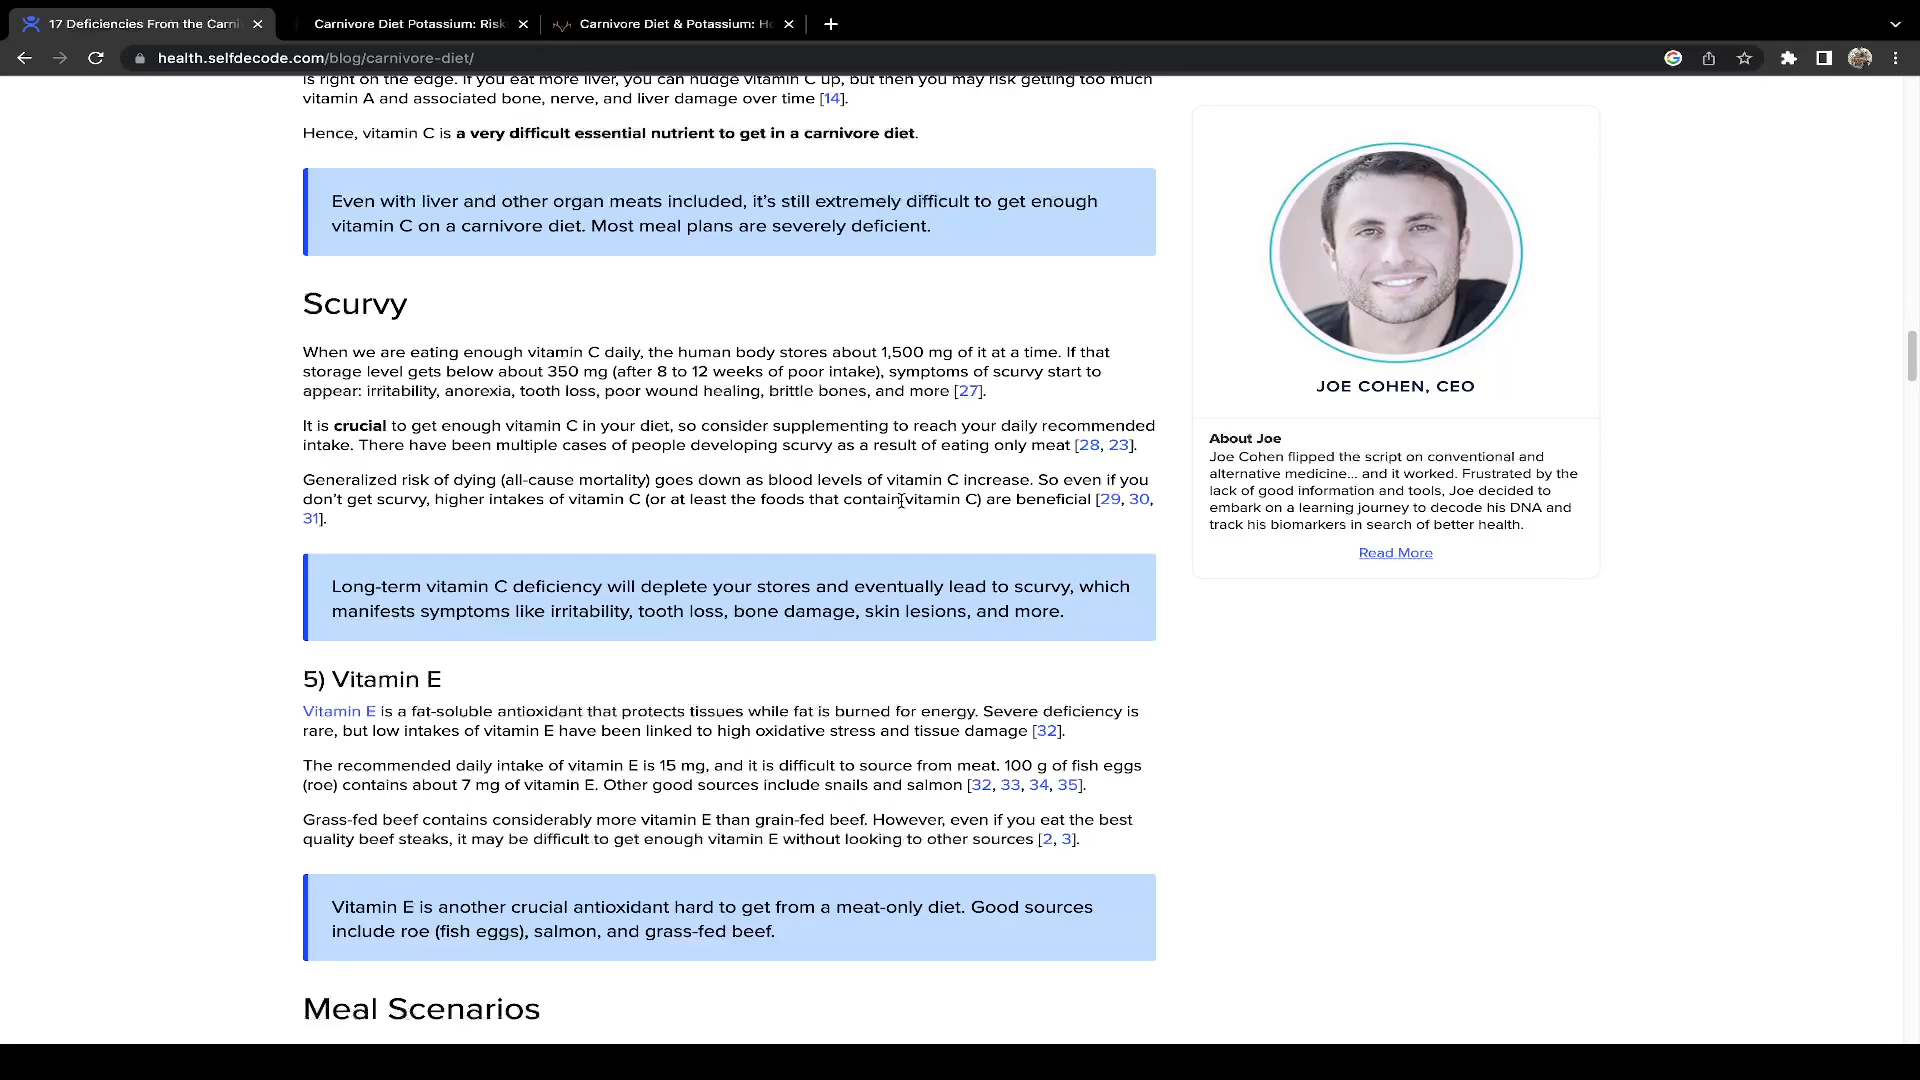 17 Deficiencies From the Carni
Carnivore Diet Potassium: Risk
Carnivore Diet & Potassium: Ho
health.selfdecode.com/blog/carnivore-diet/
is right on the edge. If you eat more liver, you can nudge vitamin C up, but then you may risk getting too much
vitamin A and associated bone, nerve, and liver damage over time [14].
Hence, vitamin C is a very difficult essential nutrient to get in a carnivore diet.
Even with liver and other organ meats included, it’s still extremely difficult to get enough
vitamin C on a carnivore diet. Most meal plans are severely deficient.
Scurvy
When we are eating enough vitamin C daily, the human body stores about 1,500 mg of it at a time. If that
storage level gets below about 350 mg (after 8 to 12 weeks of poor intake), symptoms of scurvy start to
appear: irritability, anorexia, tooth loss, poor wound healing, brittle bones, and more [27].
It is crucial to get enough vitamin C in your diet, so consider supplementing to reach your daily recommended
intake. There have been multiple cases of people developing scurvy as a result of eating only meat [28, 23].
Generalized risk of dying (all-cause mortality) goes down as blood levels of vitamin C increase. So even if you
don’t get scurvy, higher intakes of vitamin C (or at least the foods that contain vitamin C) are beneficial [29, 30,
31].
Long-term vitamin C deficiency will deplete your stores and eventually lead to scurvy, which
manifests symptoms like irritability, tooth loss, bone damage, skin lesions, and more.
5) Vitamin E
Vitamin E is a fat-soluble antioxidant that protects tissues while fat is burned for energy. Severe deficiency is
rare, but low intakes of vitamin E have been linked to high oxidative stress and tissue damage [32].
The recommended daily intake of vitamin E is 15 mg, and it is difficult to source from meat. 100 g of fish eggs
(roe) contains about 7 mg of vitamin E. Other good sources include snails and salmon [32, 33, 34, 35].
Grass-fed beef contains considerably more vitamin E than grain-fed beef. However, even if you eat the best
quality beef steaks, it may be difficult to get enough vitamin E without looking to other sources [2, 3].
Vitamin E is another crucial antioxidant hard to get from a meat-only diet. Good sources
include roe (fish eggs), salmon, and grass-fed beef.
Meal Scenarios
JOE COHEN, CEO
About Joe
Joe Cohen flipped the script on conventional and
alternative medicine... and it worked. Frustrated by the
lack of good information and tools, Joe decided to
embark on a learning journey to decode his DNA and
track his biomarkers in search of better health.
Read More